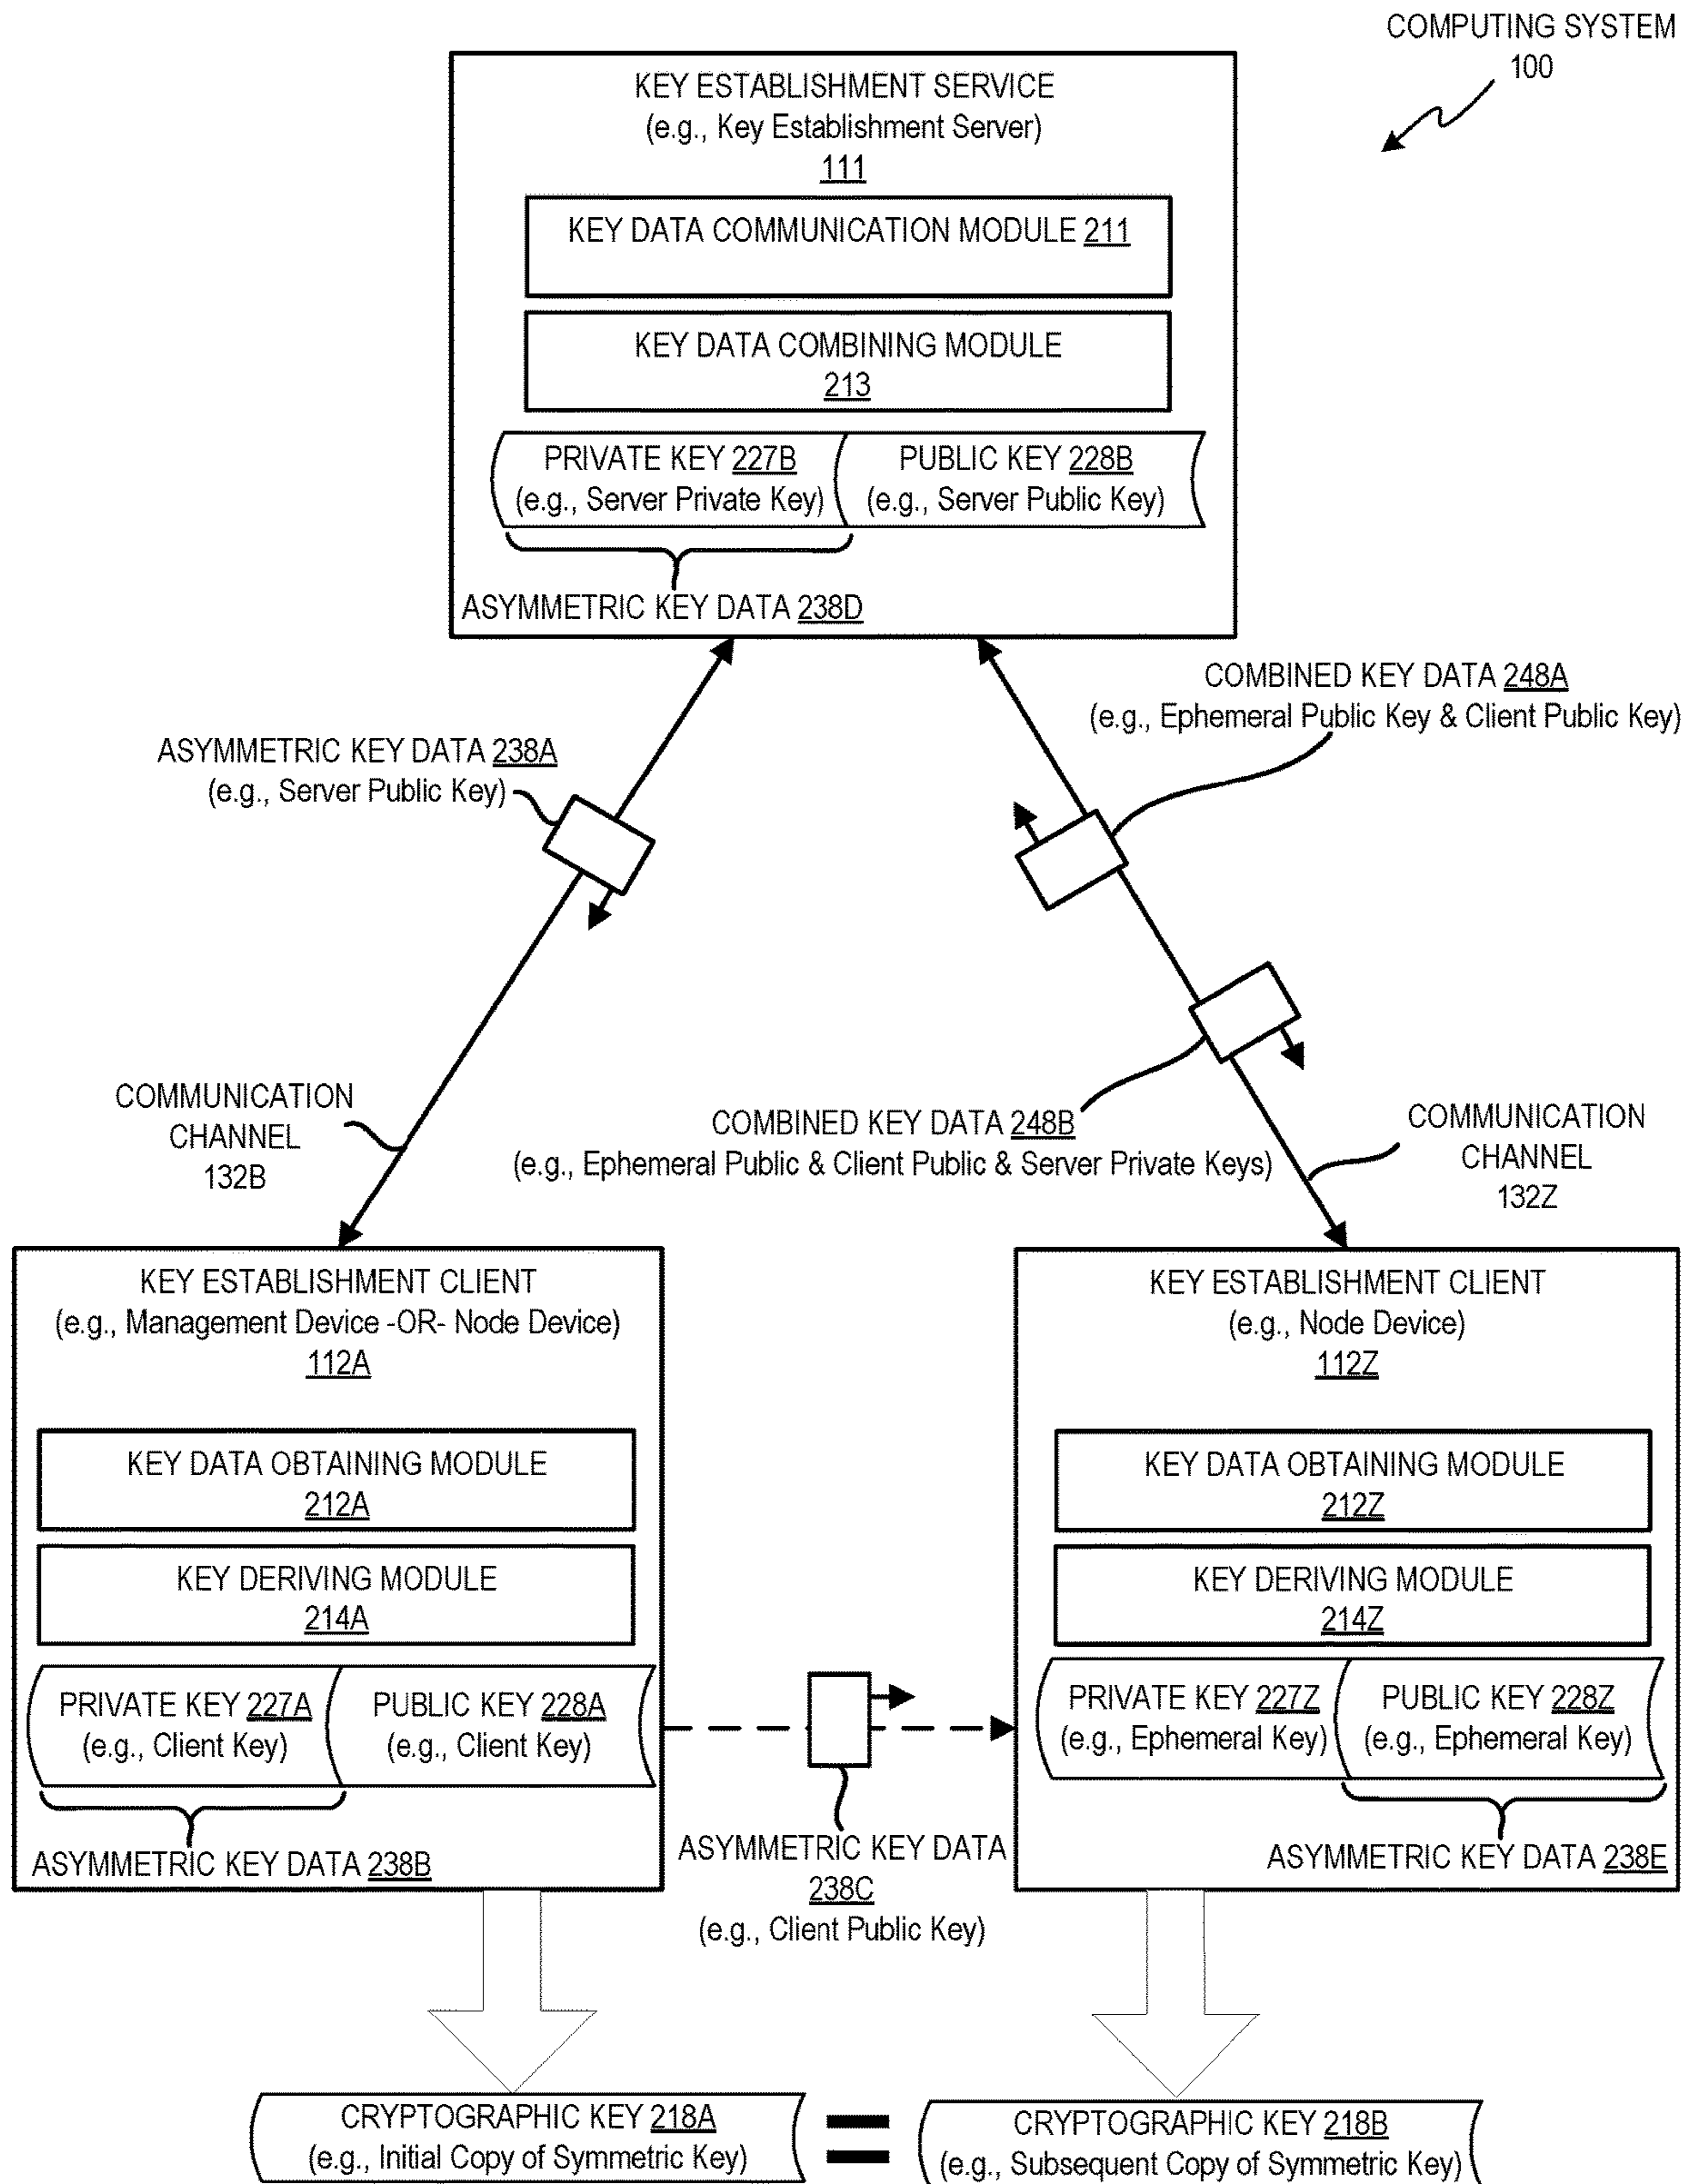 COMPUTING SYSTEM
100
KEY ESTABLISHMENT SERVICE
(e.g., Key Establishment Server)
111
KEY DATA COMMUNICATION MODULE 211
KEY DATA COMBINING MODULE
213
PRIVATE KEY 227B
(e.g., Server Private Key)
PUBLIC KEY 228B
(e.g., Server Public Key)
ASYMMETRIC KEY DATA 238D
COMBINED KEY DATA 248A
(e.g., Ephemeral Public Key & Client Public Key)
ASYMMETRIC KEY DATA 238A
(e.g., Server Public Key)
COMMUNICATION
CHANNEL
132B
COMBINED KEY DATA 248B
(e.g., Ephemeral Public & Client Public & Server Private Keys)
COMMUNICATION
CHANNEL
132Z
KEY ESTABLISHMENT CLIENT
(e.g., Management Device -OR- Node Device)
112A
KEY DATA OBTAINING MODULE
212A
KEY DERIVING MODULE
214A
PRIVATE KEY 227A
(e.g., Client Key)
PUBLIC KEY 228A
(e.g., Client Key)
ASYMMETRIC KEY DATA 238B
ASYMMETRIC KEY DATA
238C
(e.g., Client Public Key)
KEY ESTABLISHMENT CLIENT
(e.g., Node Device)
112Z
KEY DATA OBTAINING MODULE
212Z
KEY DERIVING MODULE
214Z
PRIVATE KEY 227Z
(e.g., Ephemeral Key)
PUBLIC KEY 228Z
(e.g., Ephemeral Key)
ASYMMETRIC KEY DATA 238E
CRYPTOGRAPHIC KEY 218A
(e.g., Initial Copy of Symmetric Key)
=
CRYPTOGRAPHIC KEY 218B
(e.g., Subsequent Copy of Symmetric Key)